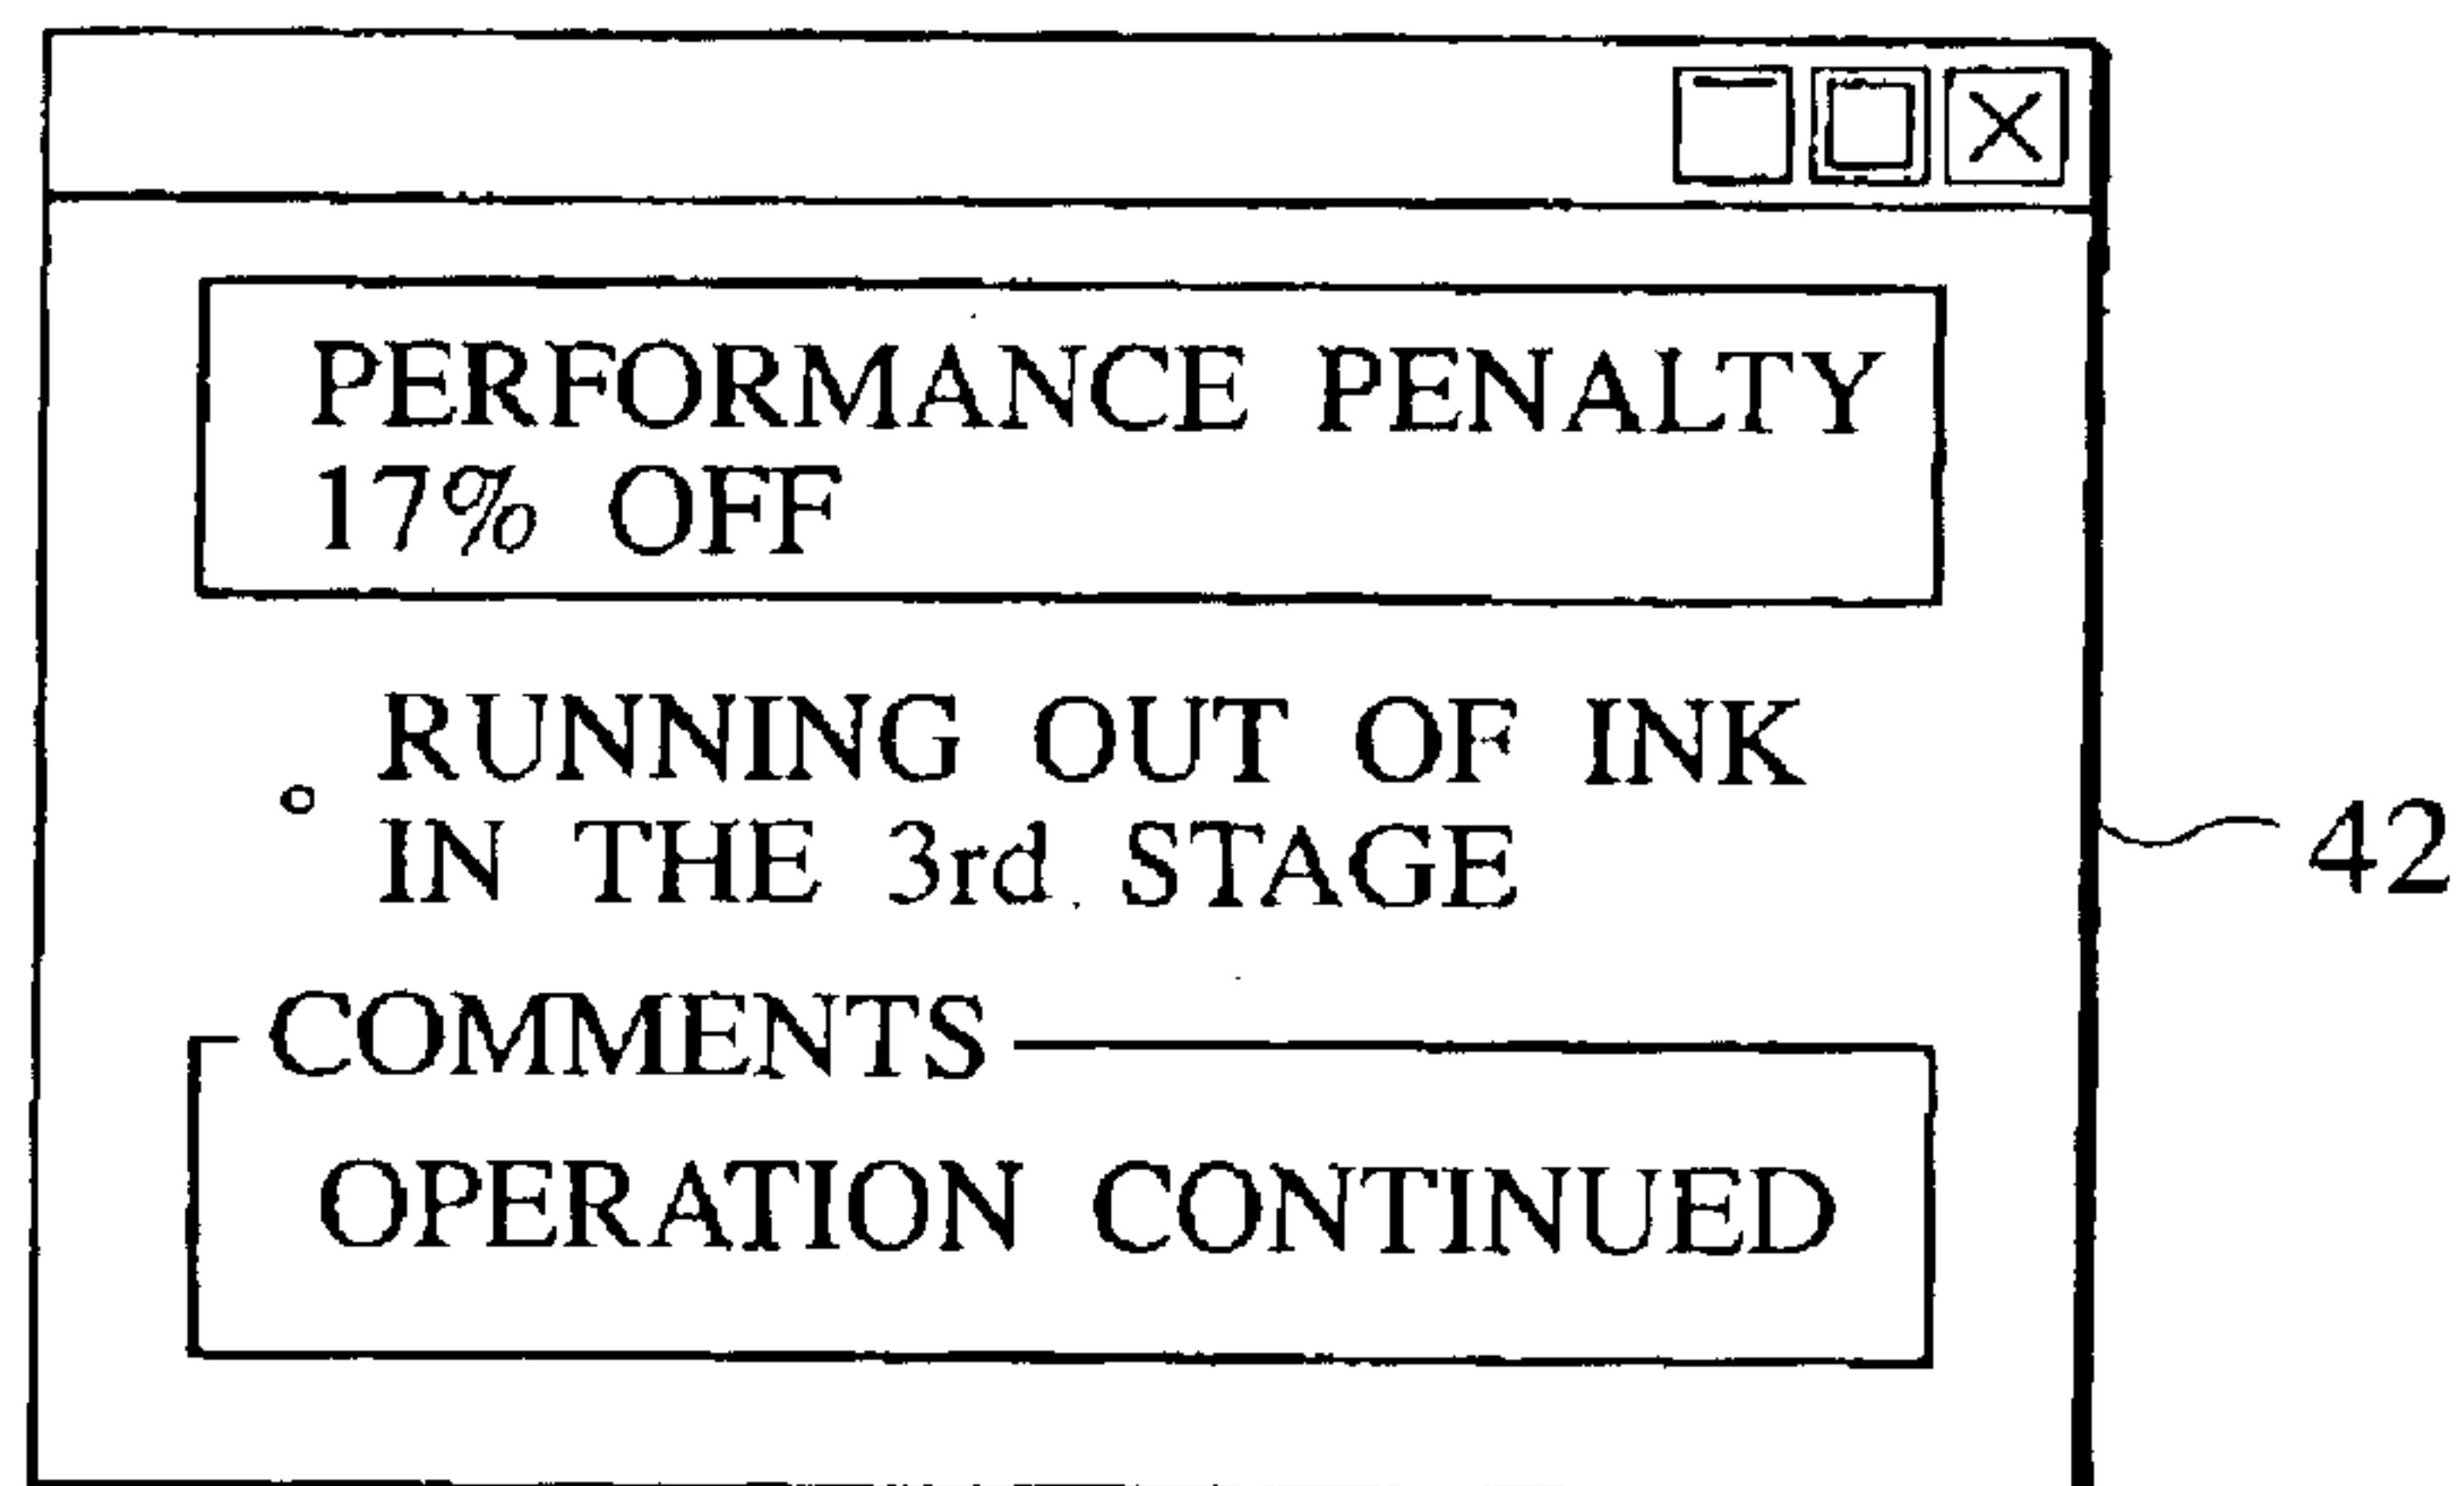 PERFORMANCE PENALTY
17% OFF
RUNNING OUT OF INK
IN THE 3rd. STAGE
42
COMMENTS
OPERATION CONTINUED